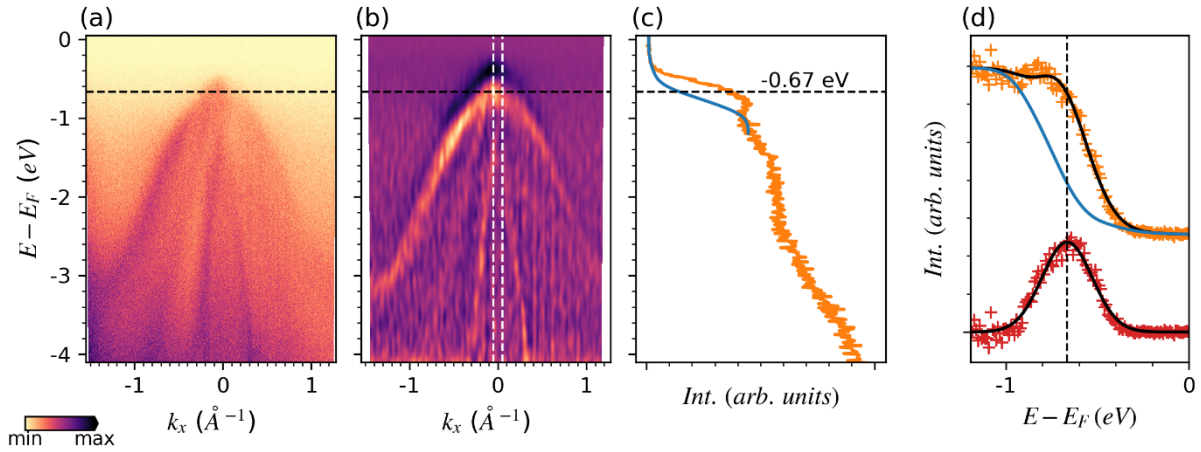 (a)
(b)
(c)
(d)
0
-1
-2
-3
-4
E − E_F (eV)
-1
0
1
k_x (Å⁻¹)
min
max
-1
0
1
k_x (Å⁻¹)
-0.67 eV
Int. (arb. units)
Int. (arb. units)
-1
0
E − E_F (eV)